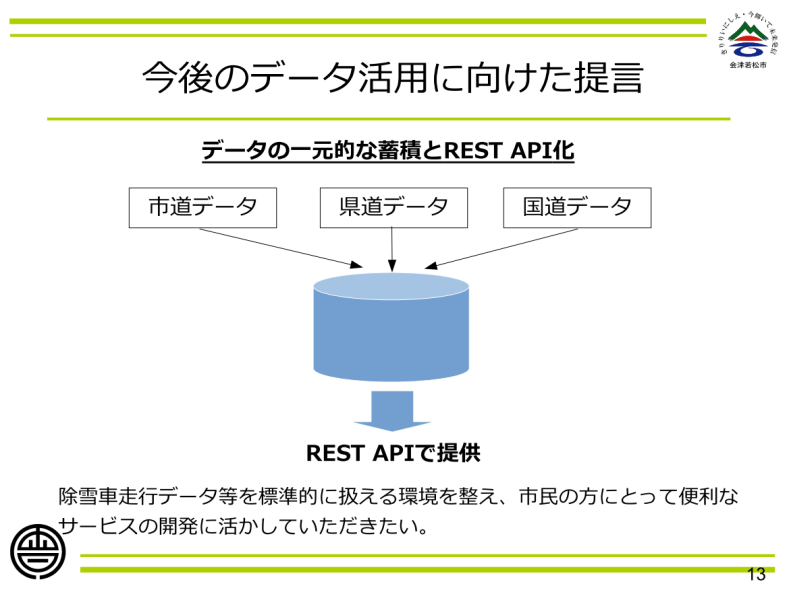 会津若松市
今後のデータ活用に向けた提言
データの一元的な蓄積とREST API化
市道データ
県道データ
国道データ
REST APIで提供
除雪車走行データ等を標準的に扱える環境を整え、市民の方にとって便利な
サービスの開発に活かしていただきたい。
13